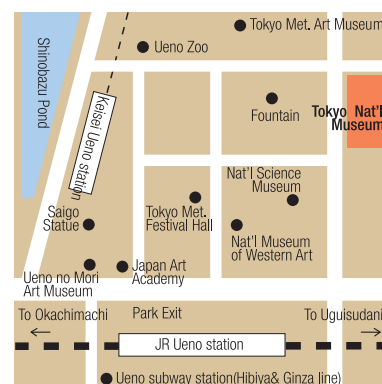 Tokyo Met. Art Museum
Ueno Zoo
Shinobazu Pond
Keisei Ueno station
Fountain
Tokyo Nat'l
Museum
Nat'l Science
Museum
Saigo
Statue
Tokyo Met.
Festival Hall
Nat'l Museum
of Western Art
Ueno no Mori
Art Museum
Japan Art
Academy
To Okachimachi
Park Exit
To Uguisudani
JR Ueno station
Ueno subway station(Hibiya& Ginza line)